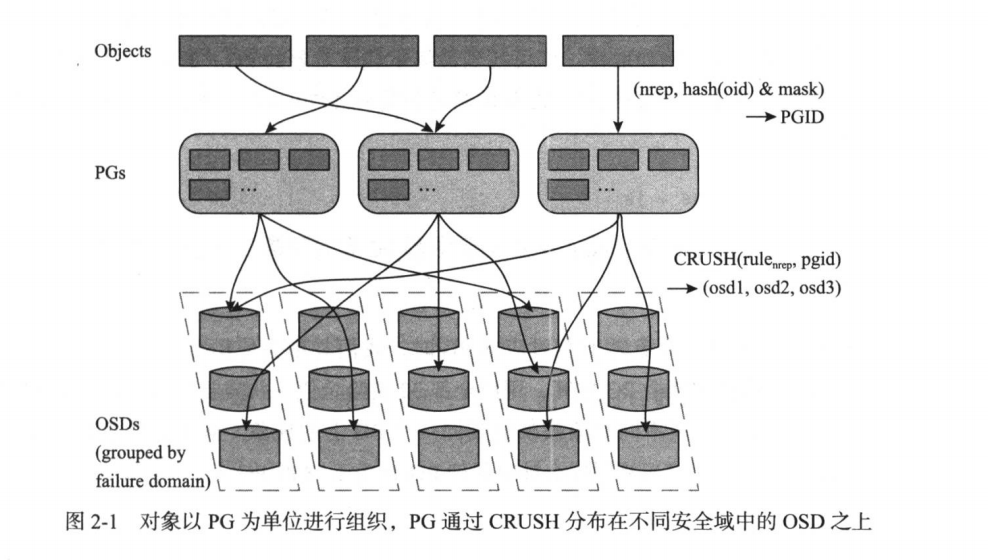 Objects
(nrep, hash(oid) & mask)
→ PGID
PGs
...
...
...
CRUSH(rulenrep, pgid)
→ (osd1, osd2, osd3)
OSDs
(grouped by
failure domain)
图 2-1 对象以 PG 为单位进行组织，PG 通过 CRUSH 分布在不同安全域中的 OSD 之上